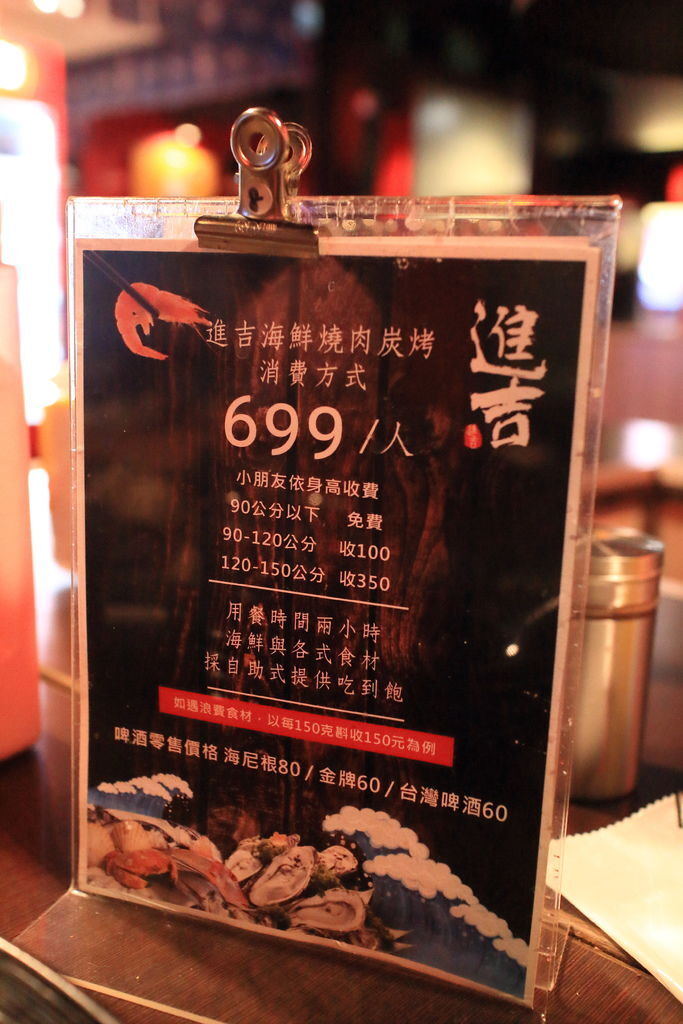 進吉海鮮燒肉炭烤
消費方式
進吉
699/人
小朋友依身高收費
90公分以下 免費
90-120公分 收100
120-150公分 收350
用餐時間兩小時
海鮮與各式食材
採自助式提供吃到飽
如遇浪費食材，以每150克斟收150元為例
啤酒零售價格 海尼根80/金牌60/台灣啤酒60